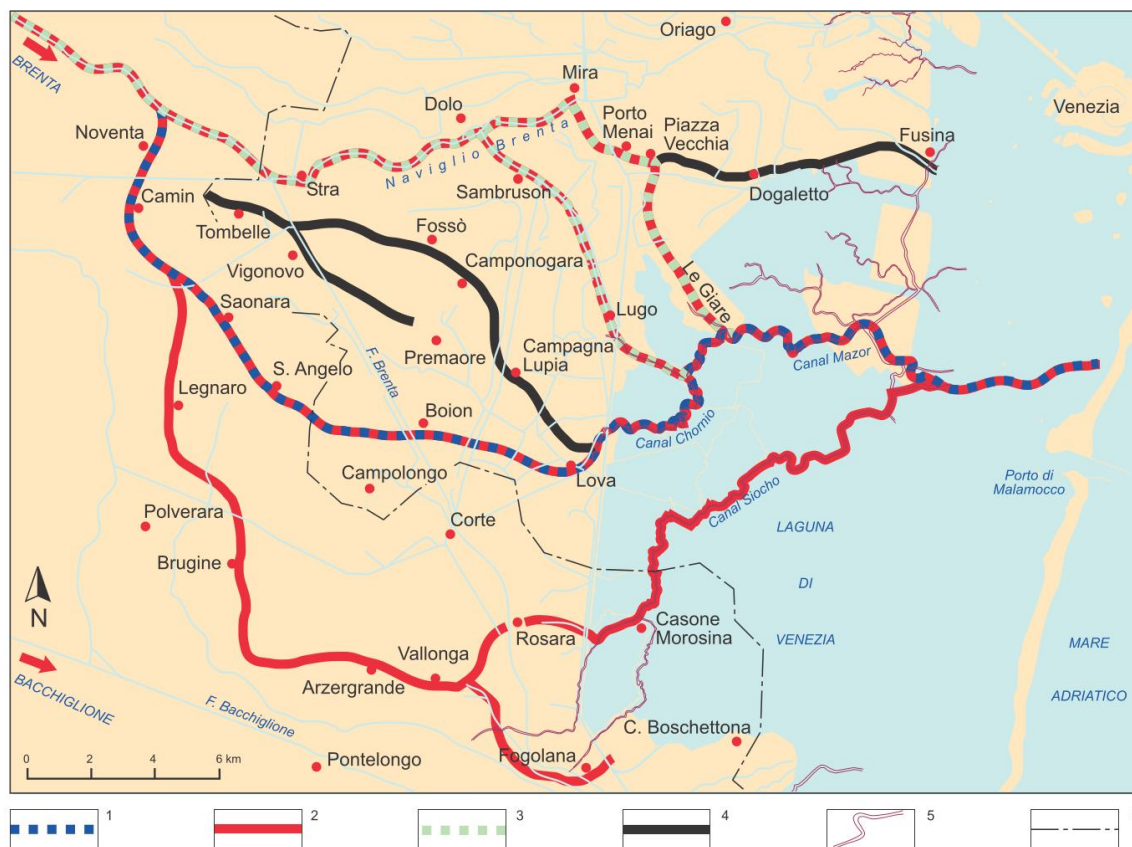 Oriago
BRENTA
Mira
Venezia
Noventa
Dolo
Porto
Menai
Piazza
Vecchia
Fusina
Naviglio Brenta
Stra
Sambruson
Dogaletto
Camin
Tombelle
Fossò
Vigonovo
Camponogara
Le Giare
Saonara
Lugo
Premaore
Campagna
Lupia
Canal Mazor
F. Brenta
S. Angelo
Legnaro
Boion
Canal Chornio
Lova
Campolongo
Canal Siocho
Porto di
Malamocco
Polverara
Corte
LAGUNA
Brugine
DI
N
Rosara
Casone
Morosina
VENEZIA
MARE
Vallonga
Arzergrande
ADRIATICO
BACCHIGLIONE
F. Bacchiglione
C. Boschettona
Fogolana
Pontelongo
0 2 4 6 km
1 2 3 4 5